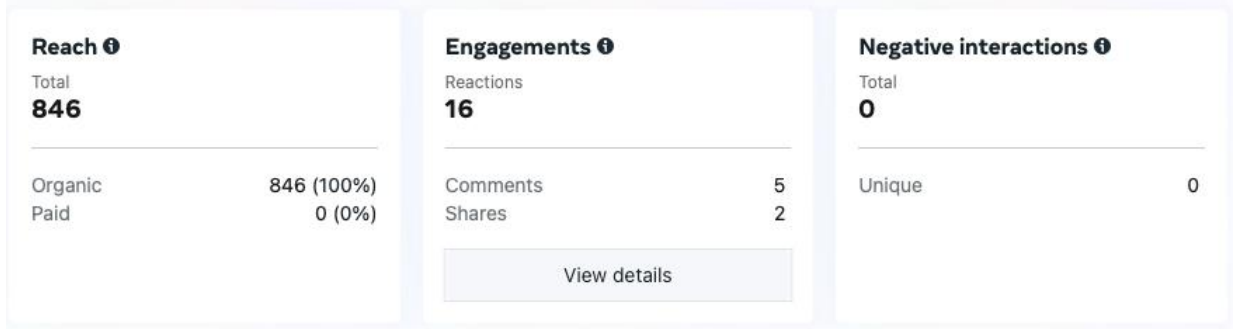 Reach
Total
846
Organic 846 (100%)
Paid 0 (0%)
Engagements
Reactions
16
Comments 5
Shares 2
View details
Negative interactions
Total
0
Unique 0